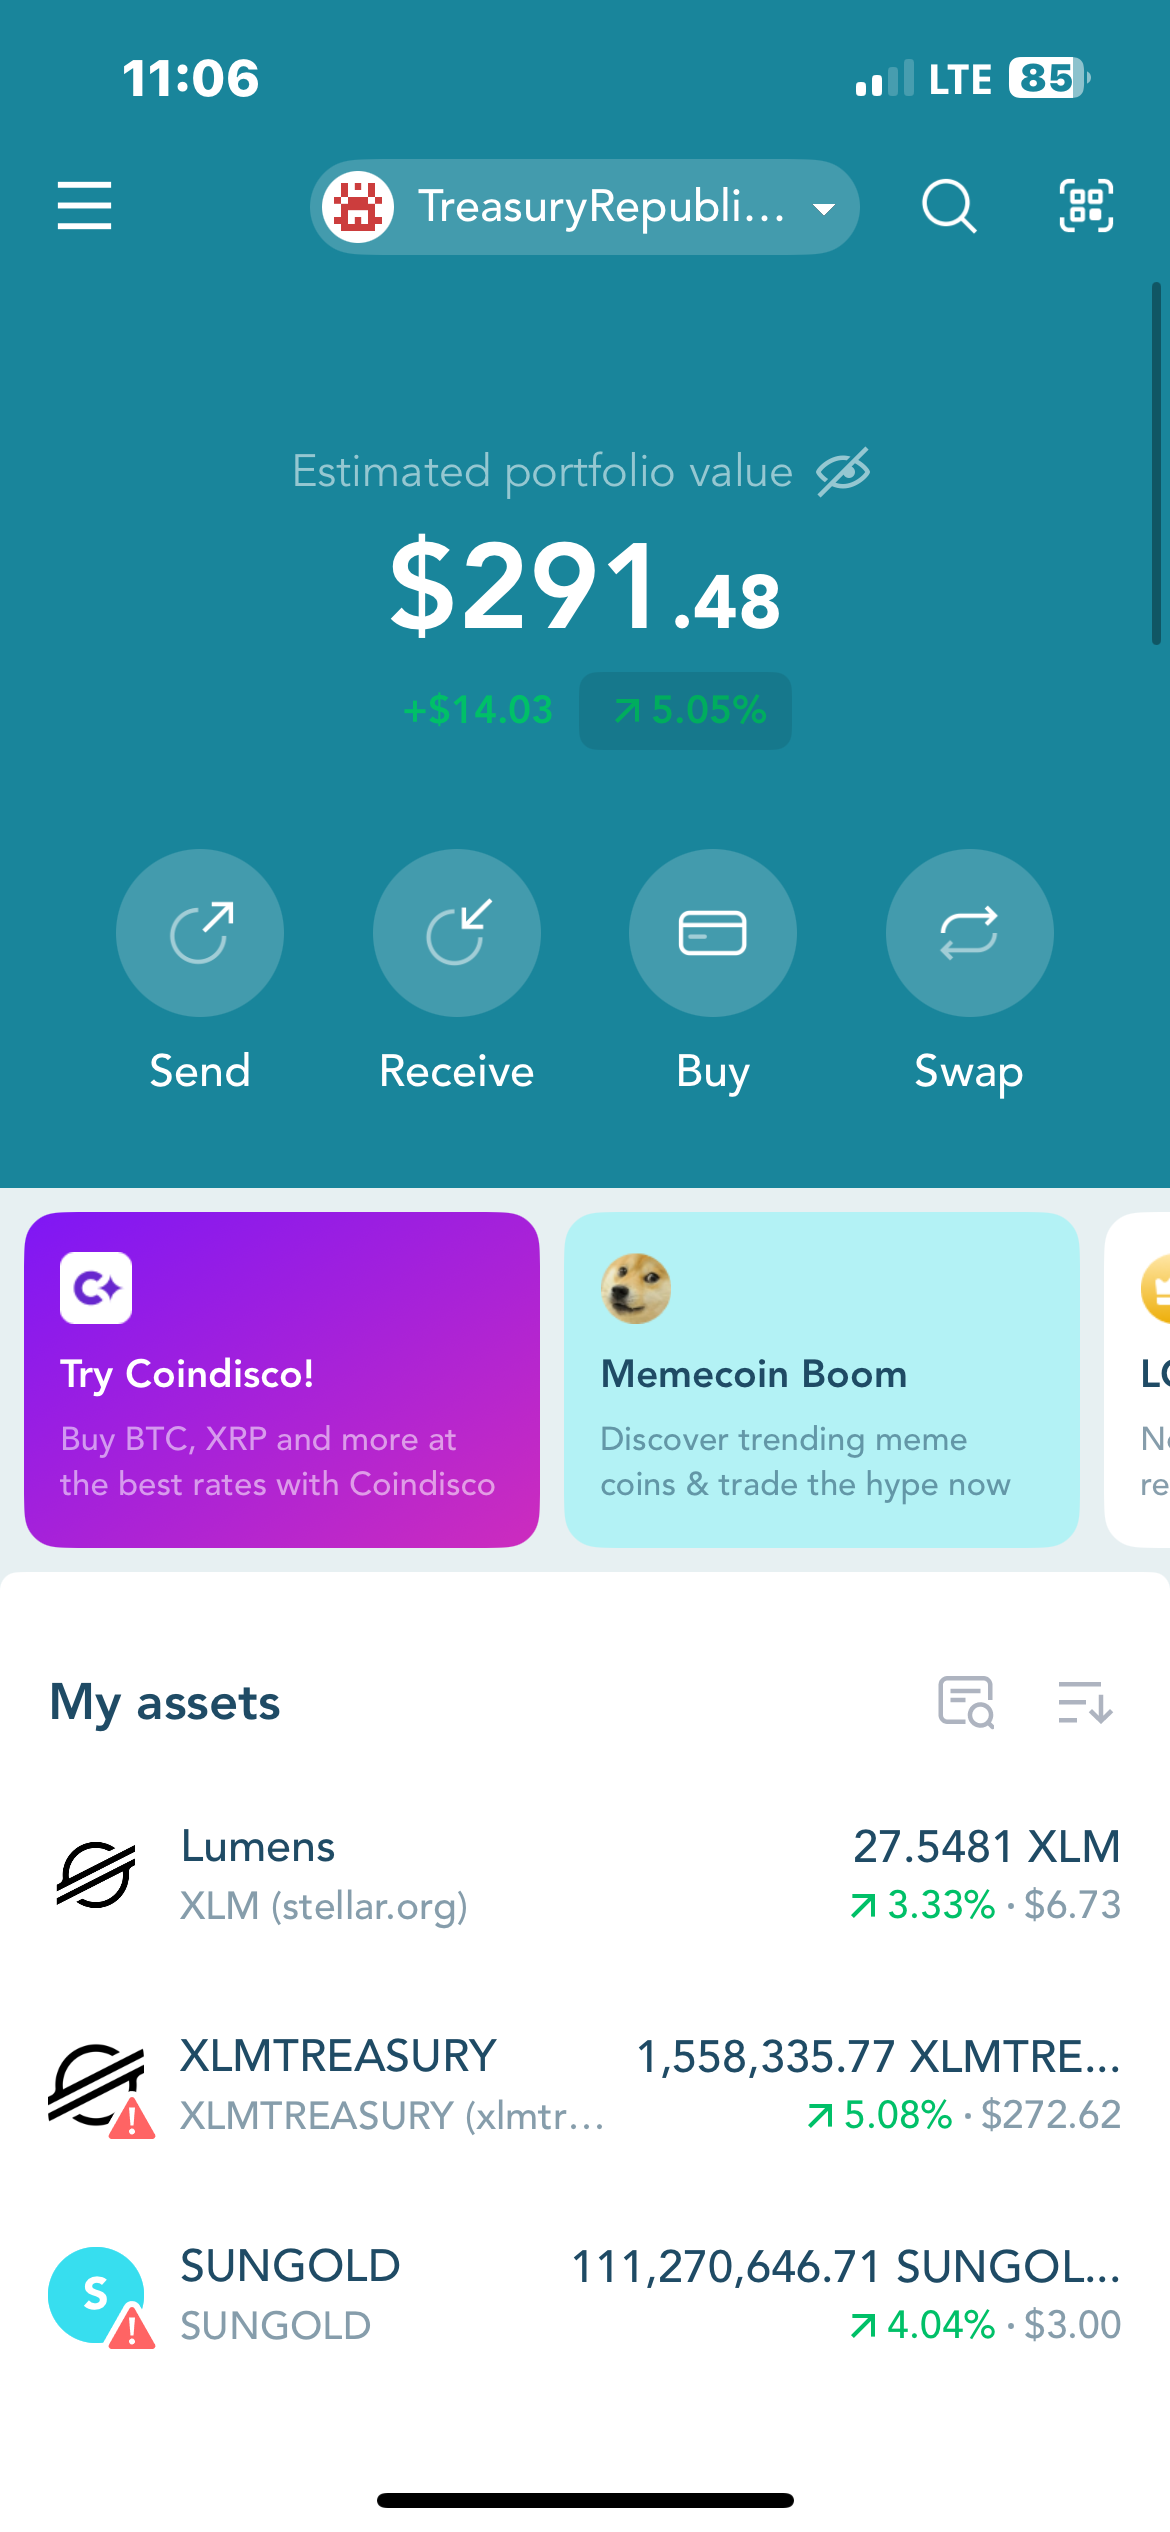 11:06
LTE 85
TreasuryRepubli...
Estimated portfolio value
$291.48
+$14.03 5.05%
Send Receive Buy Swap
Try Coindisco!
Buy BTC, XRP and more at
the best rates with Coindisco
Memecoin Boom
Discover trending meme
coins & trade the hype now
My assets
Lumens 27.5481 XLM
XLM (stellar.org) 3.33% · $6.73
XLMTREASURY 1,558,335.77 XLMTRE...
XLMTREASURY (xlmtr... 5.08% · $272.62
S
SUNGOLD 111,270,646.71 SUNGOL...
SUNGOLD 4.04% · $3.00